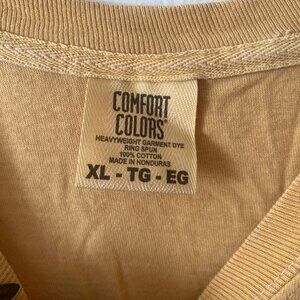 COMFORT
COLORS®
HEAVYWEIGHT GARMENT DYE
RING SPUN
100% COTTON
MADE IN HONDURAS
XL - TG - EG